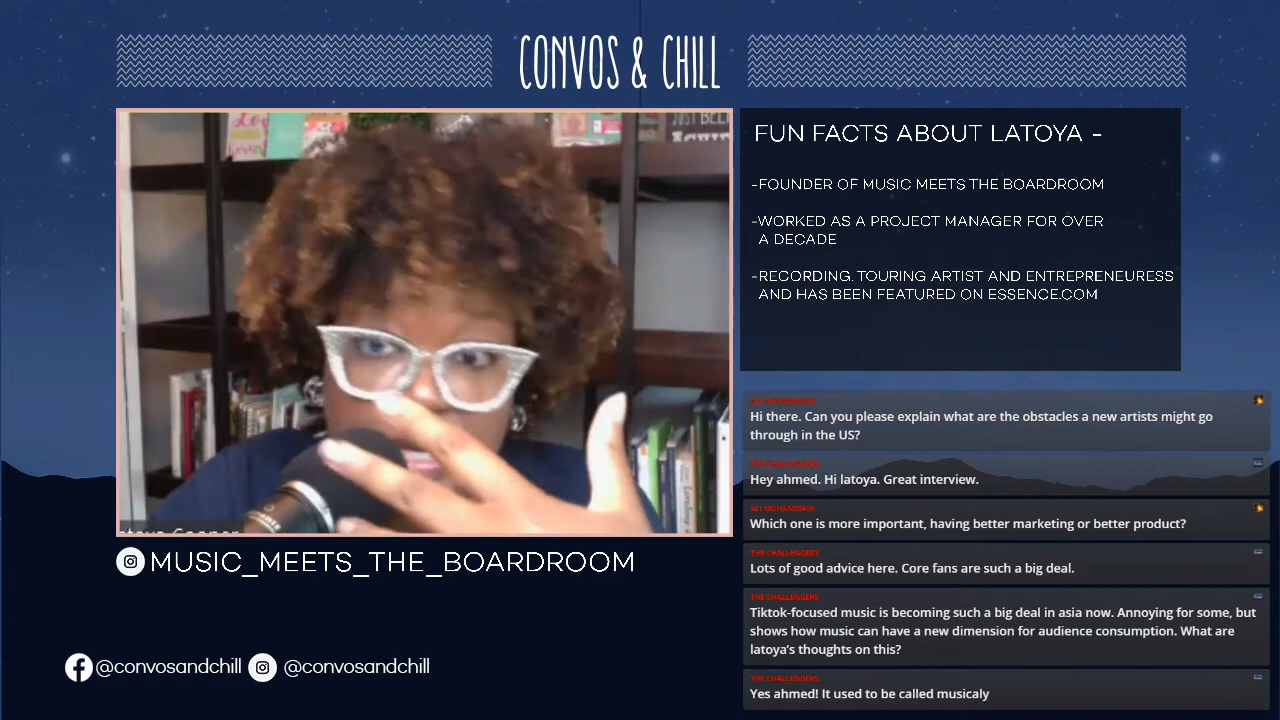 CONVOS & CHILL
FUN FACTS ABOUT LATOYA -
-FOUNDER OF MUSIC MEETS THE BOARDROOM
-WORKED AS A PROJECT MANAGER FOR OVER
A DECADE
-RECORDING, TOURING ARTIST AND ENTREPRENEURESS
AND HAS BEEN FEATURED ON ESSENCE.COM
Hi there. Can you please explain what are the obstacles a new artists might go
through in the US?
THE CHALLENGERS
Hey ahmed. Hi latoya. Great interview.
ALI MOHAMMADI
Which one is more important, having better marketing or better product?
THE CHALLENGERS
Lots of good advice here. Core fans are such a big deal.
THE CHALLENGERS
Tiktok-focused music is becoming such a big deal in asia now. Annoying for some, but
shows how music can have a new dimension for audience consumption. What are
latoya's thoughts on this?
THE CHALLENGERS
Yes ahmed! It used to be called musicaly
MUSIC_MEETS_THE_BOARDROOM
@convosandchill @convosandchill